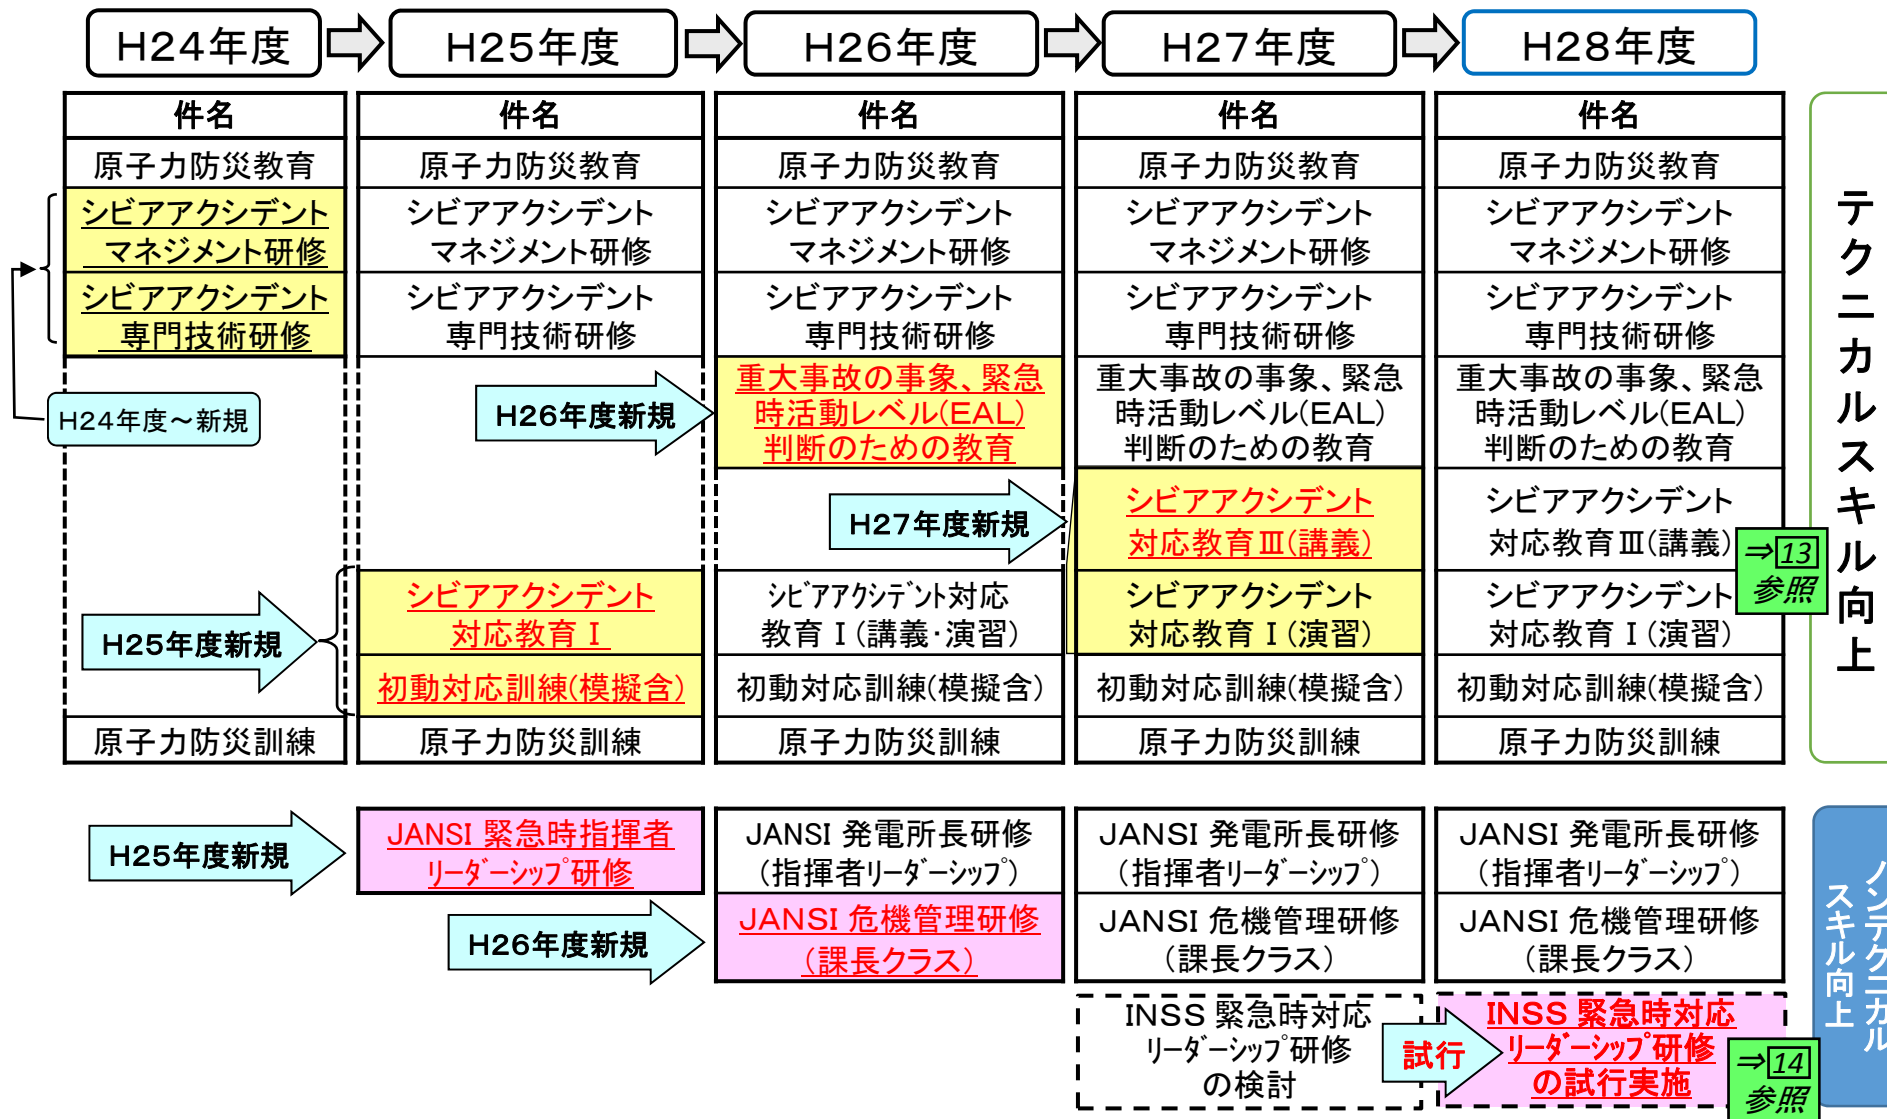 H24年度
H25年度
H26年度
H27年度
H28年度
件名
原子力防災教育
シビアアクシデント
マネジメント研修
シビアアクシデント
専門技術研修
H24年度～新規
原子力防災訓練
件名
原子力防災教育
シビアアクシデント
マネジメント研修
シビアアクシデント
専門技術研修
H25年度新規
シビアアクシデント
対応教育Ⅰ
初動対応訓練(模擬含)
原子力防災訓練
件名
原子力防災教育
シビアアクシデント
マネジメント研修
シビアアクシデント
専門技術研修
H26年度新規
重大事故の事象、緊急
時活動レベル(EAL)
判断のための教育
シビアアクシデント対応
教育Ⅰ(講義・演習)
初動対応訓練(模擬含)
原子力防災訓練
件名
原子力防災教育
シビアアクシデント
マネジメント研修
シビアアクシデント
専門技術研修
重大事故の事象、緊急
時活動レベル(EAL)
判断のための教育
H27年度新規
シビアアクシデント
対応教育Ⅲ(講義)
シビアアクシデント
対応教育Ⅰ(演習)
初動対応訓練(模擬含)
原子力防災訓練
件名
原子力防災教育
シビアアクシデント
マネジメント研修
シビアアクシデント
専門技術研修
重大事故の事象、緊急
時活動レベル(EAL)
判断のための教育
シビアアクシデント
対応教育Ⅲ(講義)
⇒13
参照
シビアアクシデント
対応教育Ⅰ(演習)
初動対応訓練(模擬含)
原子力防災訓練
テクニカルスキル向上
H25年度新規
JANSI 緊急時指揮者
リーダーシップ研修
JANSI 発電所長研修
(指揮者リーダーシップ)
JANSI 発電所長研修
(指揮者リーダーシップ)
JANSI 発電所長研修
(指揮者リーダーシップ)
H26年度新規
JANSI 危機管理研修
(課長クラス)
JANSI 危機管理研修
(課長クラス)
JANSI 危機管理研修
(課長クラス)
INSS 緊急時対応
リーダーシップ研修
の検討
試行
INSS 緊急時対応
リーダーシップ研修
の試行実施
⇒14
参照
ノンテクニカル
スキル向上